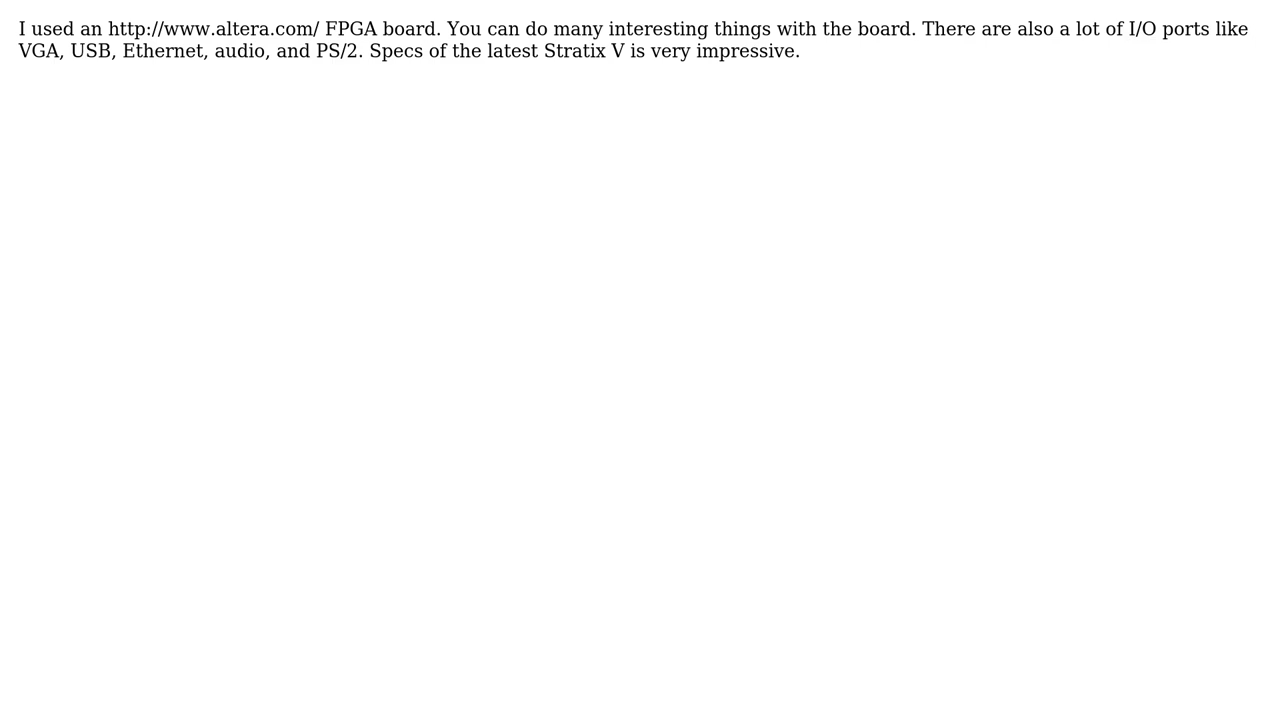 I used an http://www.altera.com/ FPGA board. You can do many interesting things with the board. There are also a lot of I/O ports like
VGA, USB, Ethernet, audio, and PS/2. Specs of the latest Stratix V is very impressive.